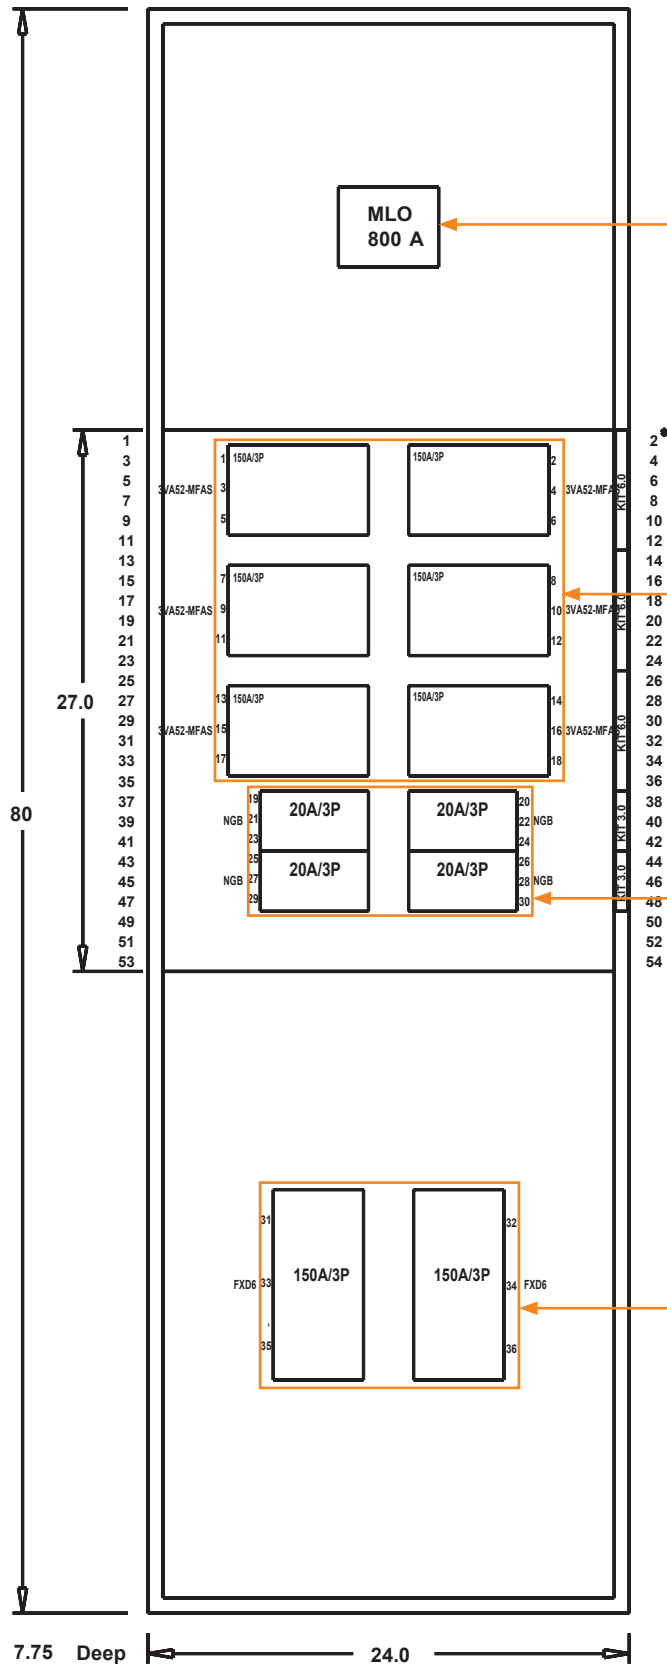 MLO
800 A
1
2
3
4
5
6
7
8
9
10
11
12
13
14
15
16
17
18
19
20
21
22
23
24
25
26
27
28
29
30
31
32
33
34
35
36
37
38
39
40
41
42
43
44
45
46
47
48
49
50
51
52
53
54
27.0
80
3VA52-MFAS 1 3 5 150A/3P
150A/3P 2 4 6 3VA52-MFAS
KIT 6.0
3VA52-MFAS 7 9 11 150A/3P
150A/3P 8 10 12 3VA52-MFAS
KIT 6.0
3VA52-MFAS 13 15 17 150A/3P
150A/3P 14 16 18 3VA52-MFAS
KIT 6.0
NGB 19 21 23 20A/3P
20A/3P 20 22 24 NGB
KIT 3.0
NGB 25 27 29 20A/3P
20A/3P 26 28 30 NGB
KIT 3.0
FXD6 31 33 35 150A/3P
150A/3P 32 34 36 FXD6
7.75 Deep
24.0